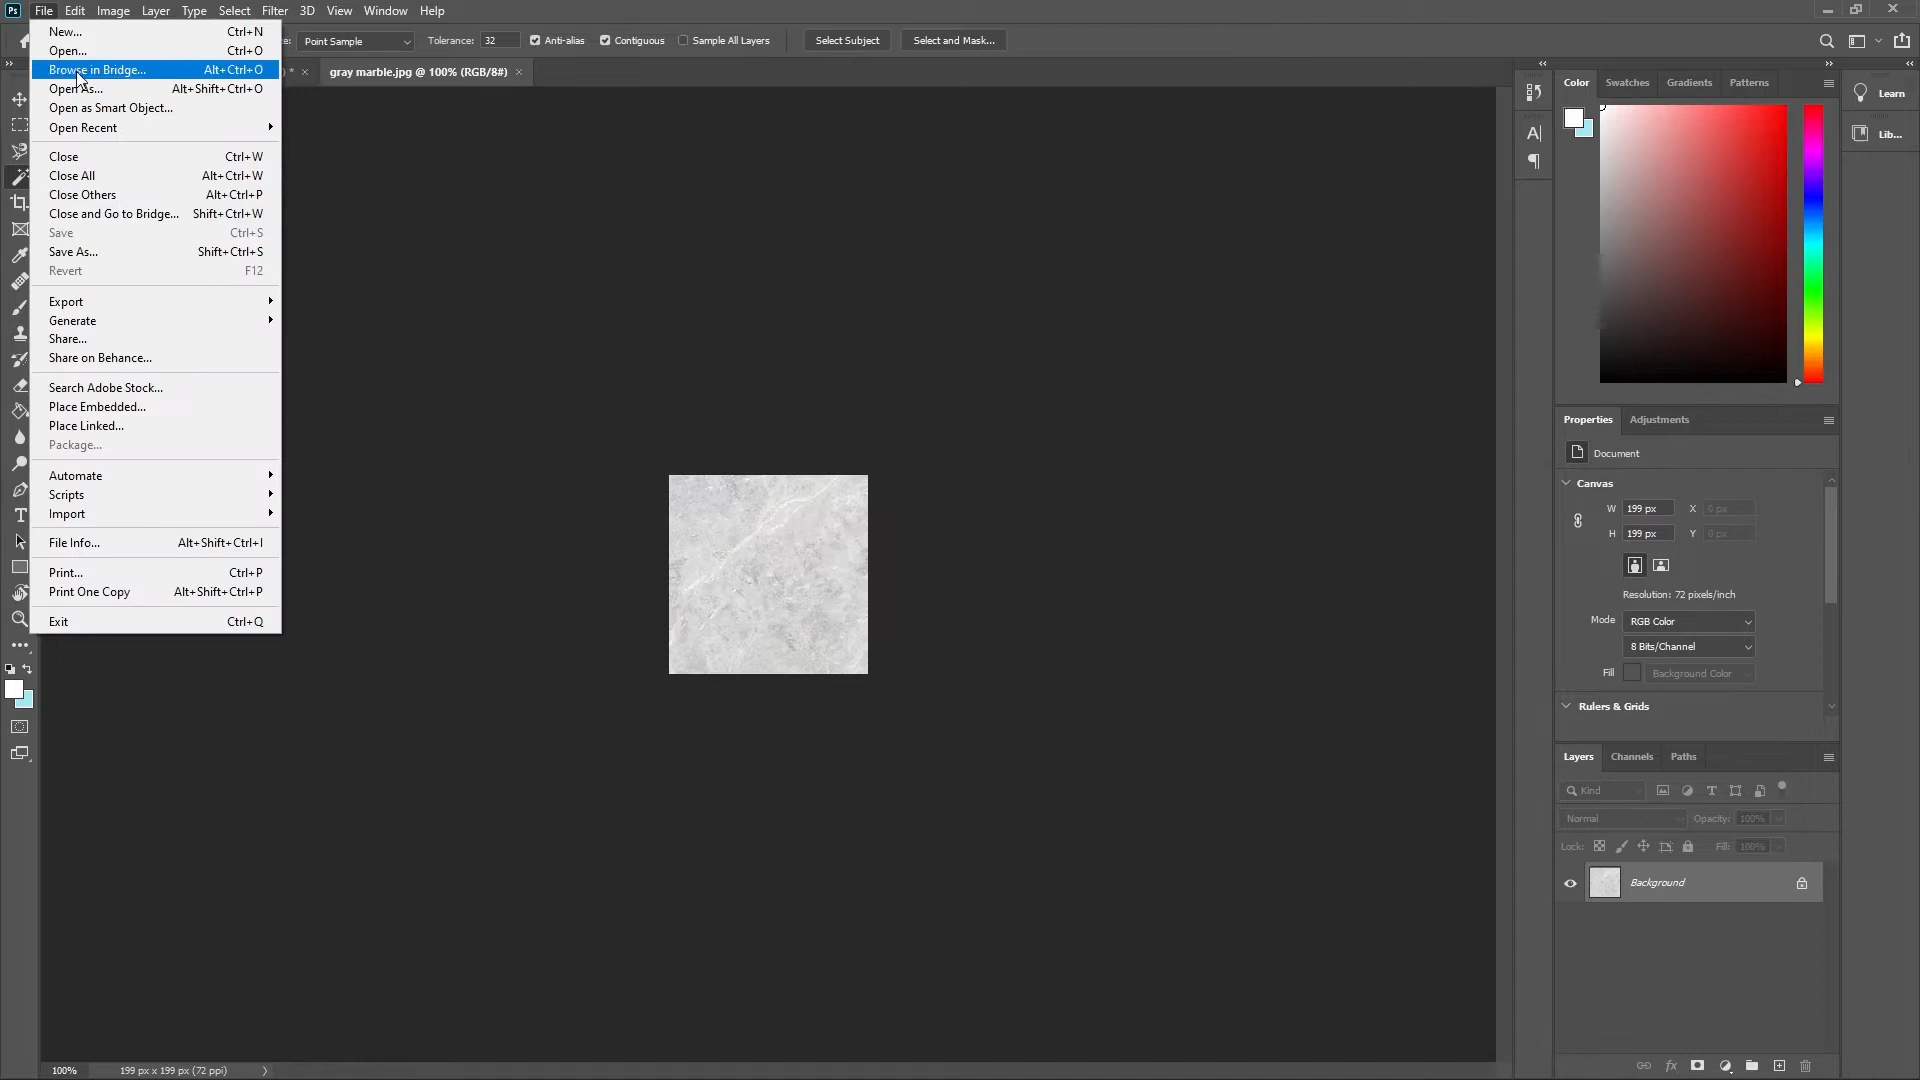 Ps File Edit Image Layer Type Select Filter 3D View Window Help
Point Sample Tolerance: 32 Anti-alias Contiguous Sample All Layers Select Subject Select and Mask...
gray marble.jpg @ 100% (RGB/8#) ×
New... Ctrl+N
Open... Ctrl+O
Browse in Bridge... Alt+Ctrl+O
Open As... Alt+Shift+Ctrl+O
Open as Smart Object...
Open Recent
Close Ctrl+W
Close All Alt+Ctrl+W
Close Others Alt+Ctrl+P
Close and Go to Bridge... Shift+Ctrl+W
Save Ctrl+S
Save As... Shift+Ctrl+S
Revert F12
Export
Generate
Share...
Share on Behance...
Search Adobe Stock...
Place Embedded...
Place Linked...
Package...
Automate
Scripts
Import
File Info... Alt+Shift+Ctrl+I
Print... Ctrl+P
Print One Copy Alt+Shift+Ctrl+P
Exit Ctrl+Q
100% 199 px x 199 px (72 ppi)
Color Swatches Gradients Patterns
Learn
Lib...
Properties Adjustments
Document
Canvas
W 199 px X 0 px
H 199 px Y 0 px
Resolution: 72 pixels/inch
Mode RGB Color
8 Bits/Channel
Fill Background Color
Rulers & Grids
Layers Channels Paths
Kind
Normal Opacity: 100%
Lock: Fill: 100%
Background
fx